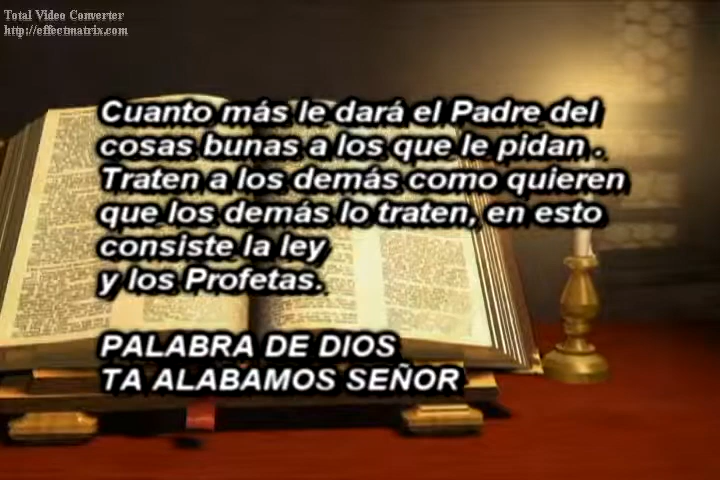 Total Video Converter
http://effectmatrix.com
Cuanto más le dará el Padre del
cosas bunas a los que le pidan .
Traten a los demás como quieren
que los demás lo traten, en esto
consiste la ley
y los Profetas.
PALABRA DE DIOS
TA ALABAMOS SEÑOR